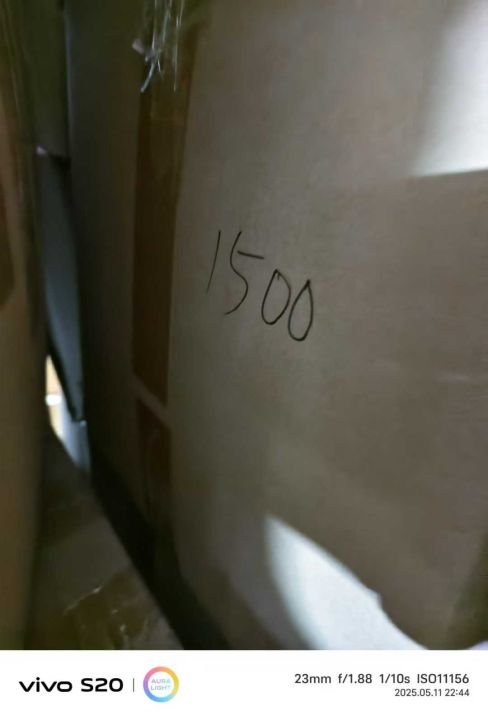 1500
vivo S20
AURA LIGHT
23mm f/1.88 1/10s ISO11156
2025.05.11 22:44